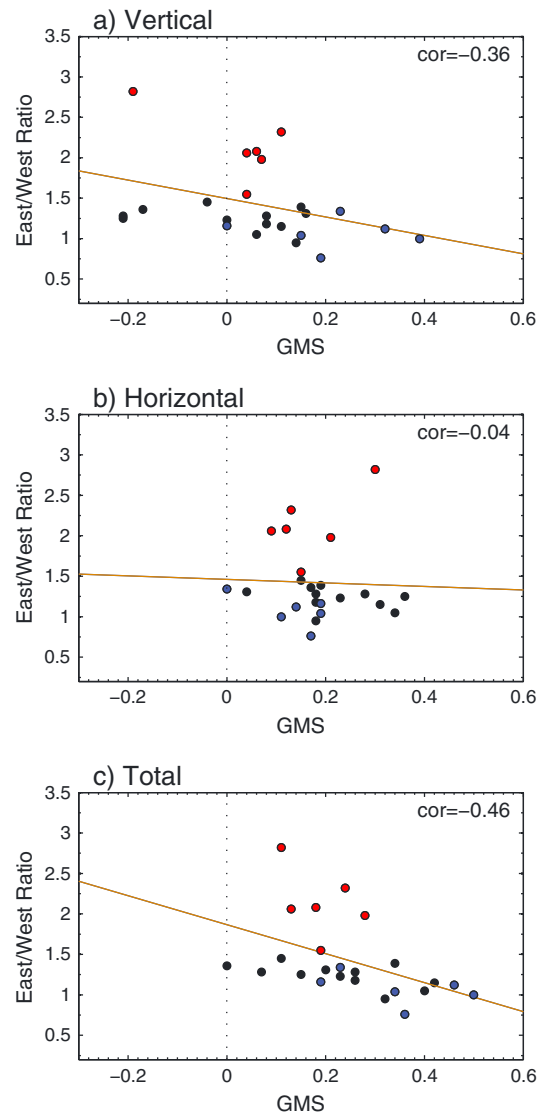 a) Vertical
cor=−0.36
3.5
3
2.5
2
1.5
1
0.5
East/West Ratio
−0.2 0 0.2 0.4 0.6
GMS
b) Horizontal
cor=−0.04
3.5
3
2.5
2
1.5
1
0.5
East/West Ratio
−0.2 0 0.2 0.4 0.6
GMS
c) Total
cor=−0.46
3.5
3
2.5
2
1.5
1
0.5
East/West Ratio
−0.2 0 0.2 0.4 0.6
GMS